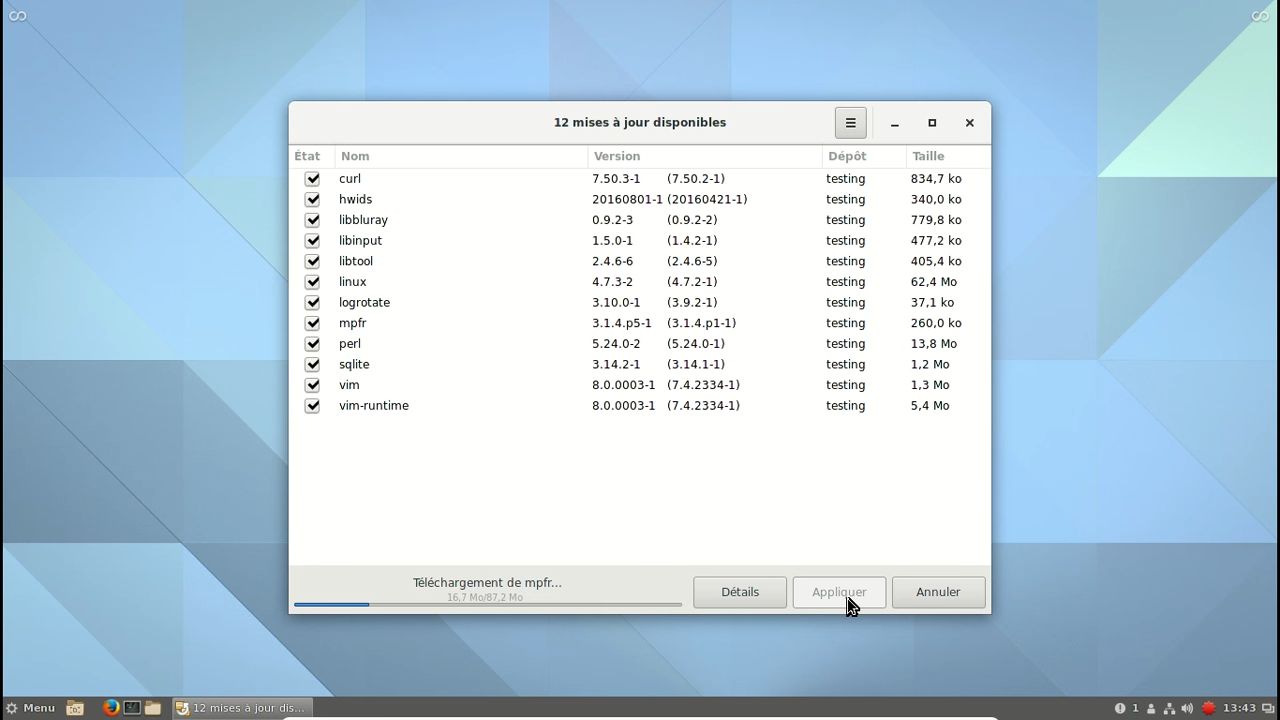 12 mises à jour disponibles
État Nom Version Dépôt Taille
curl 7.50.3-1 (7.50.2-1) testing 834,7 ko
hwids 20160801-1 (20160421-1) testing 340,0 ko
libbluray 0.9.2-3 (0.9.2-2) testing 779,8 ko
libinput 1.5.0-1 (1.4.2-1) testing 477,2 ko
libtool 2.4.6-6 (2.4.6-5) testing 405,4 ko
linux 4.7.3-2 (4.7.2-1) testing 62,4 Mo
logrotate 3.10.0-1 (3.9.2-1) testing 37,1 ko
mpfr 3.1.4.p5-1 (3.1.4.p1-1) testing 260,0 ko
perl 5.24.0-2 (5.24.0-1) testing 13,8 Mo
sqlite 3.14.2-1 (3.14.1-1) testing 1,2 Mo
vim 8.0.0003-1 (7.4.2334-1) testing 1,3 Mo
vim-runtime 8.0.0003-1 (7.4.2334-1) testing 5,4 Mo
Téléchargement de mpfr...
16,7 Mo/87,2 Mo
Détails Appliquer Annuler
Menu 12 mises à jour dis... 1 13:43